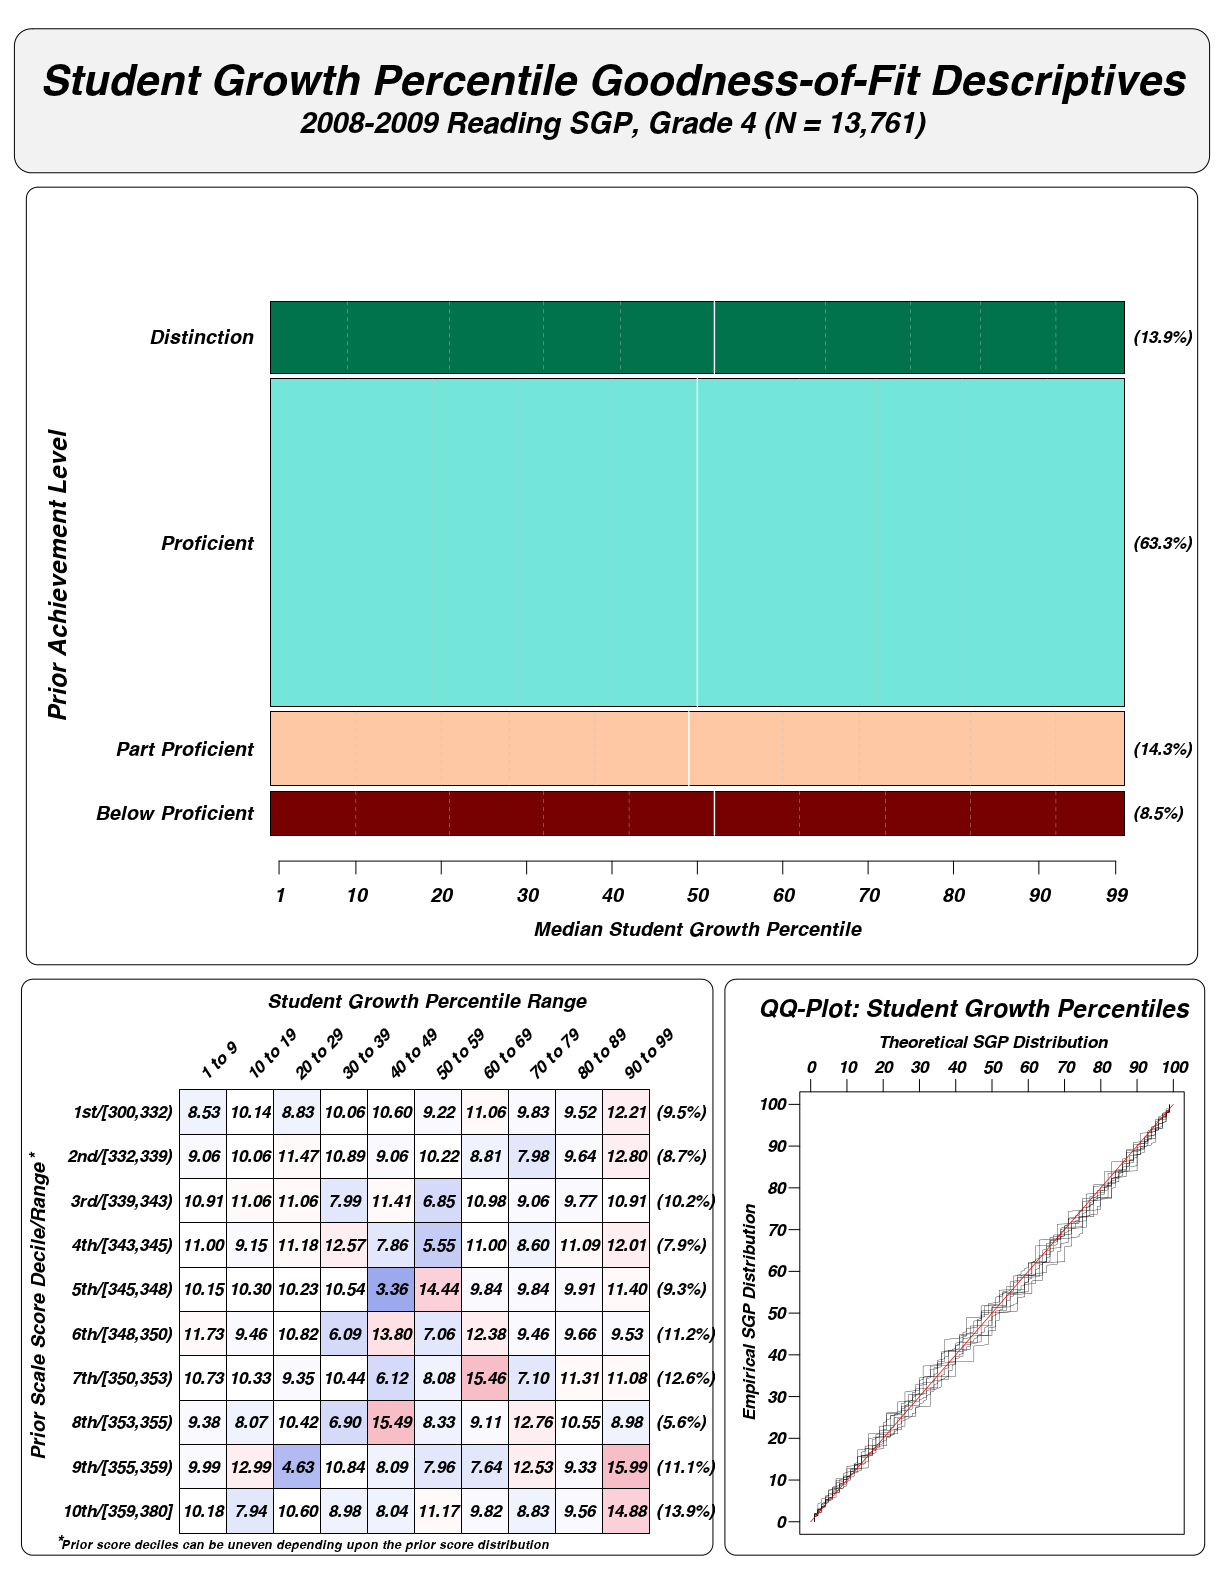 Student Growth Percentile Goodness-of-Fit Descriptives
2008-2009 Reading SGP, Grade 4 (N = 13,761)
Prior Achievement Level
Distinction (13.9%)
Proficient (63.3%)
Part Proficient (14.3%)
Below Proficient (8.5%)
1 10 20 30 40 50 60 70 80 90 99
Median Student Growth Percentile
Student Growth Percentile Range
1 to 9 10 to 19 20 to 29 30 to 39 40 to 49 50 to 59 60 to 69 70 to 79 80 to 89 90 to 99
Prior Scale Score Decile/Range*
1st/[300,332) 8.53 10.14 8.83 10.06 10.60 9.22 11.06 9.83 9.52 12.21 (9.5%)
2nd/[332,339) 9.06 10.06 11.47 10.89 9.06 10.22 8.81 7.98 9.64 12.80 (8.7%)
3rd/[339,343) 10.91 11.06 11.06 7.99 11.41 6.85 10.98 9.06 9.77 10.91 (10.2%)
4th/[343,345) 11.00 9.15 11.18 12.57 7.86 5.55 11.00 8.60 11.09 12.01 (7.9%)
5th/[345,348) 10.15 10.30 10.23 10.54 3.36 14.44 9.84 9.84 9.91 11.40 (9.3%)
6th/[348,350) 11.73 9.46 10.82 6.09 13.80 7.06 12.38 9.46 9.66 9.53 (11.2%)
7th/[350,353) 10.73 10.33 9.35 10.44 6.12 8.08 15.46 7.10 11.31 11.08 (12.6%)
8th/[353,355) 9.38 8.07 10.42 6.90 15.49 8.33 9.11 12.76 10.55 8.98 (5.6%)
9th/[355,359) 9.99 12.99 4.63 10.84 8.09 7.96 7.64 12.53 9.33 15.99 (11.1%)
10th/[359,380] 10.18 7.94 10.60 8.98 8.04 11.17 9.82 8.83 9.56 14.88 (13.9%)
*Prior score deciles can be uneven depending upon the prior score distribution
QQ-Plot: Student Growth Percentiles
Theoretical SGP Distribution
0 10 20 30 40 50 60 70 80 90 100
Empirical SGP Distribution
100
90
80
70
60
50
40
30
20
10
0